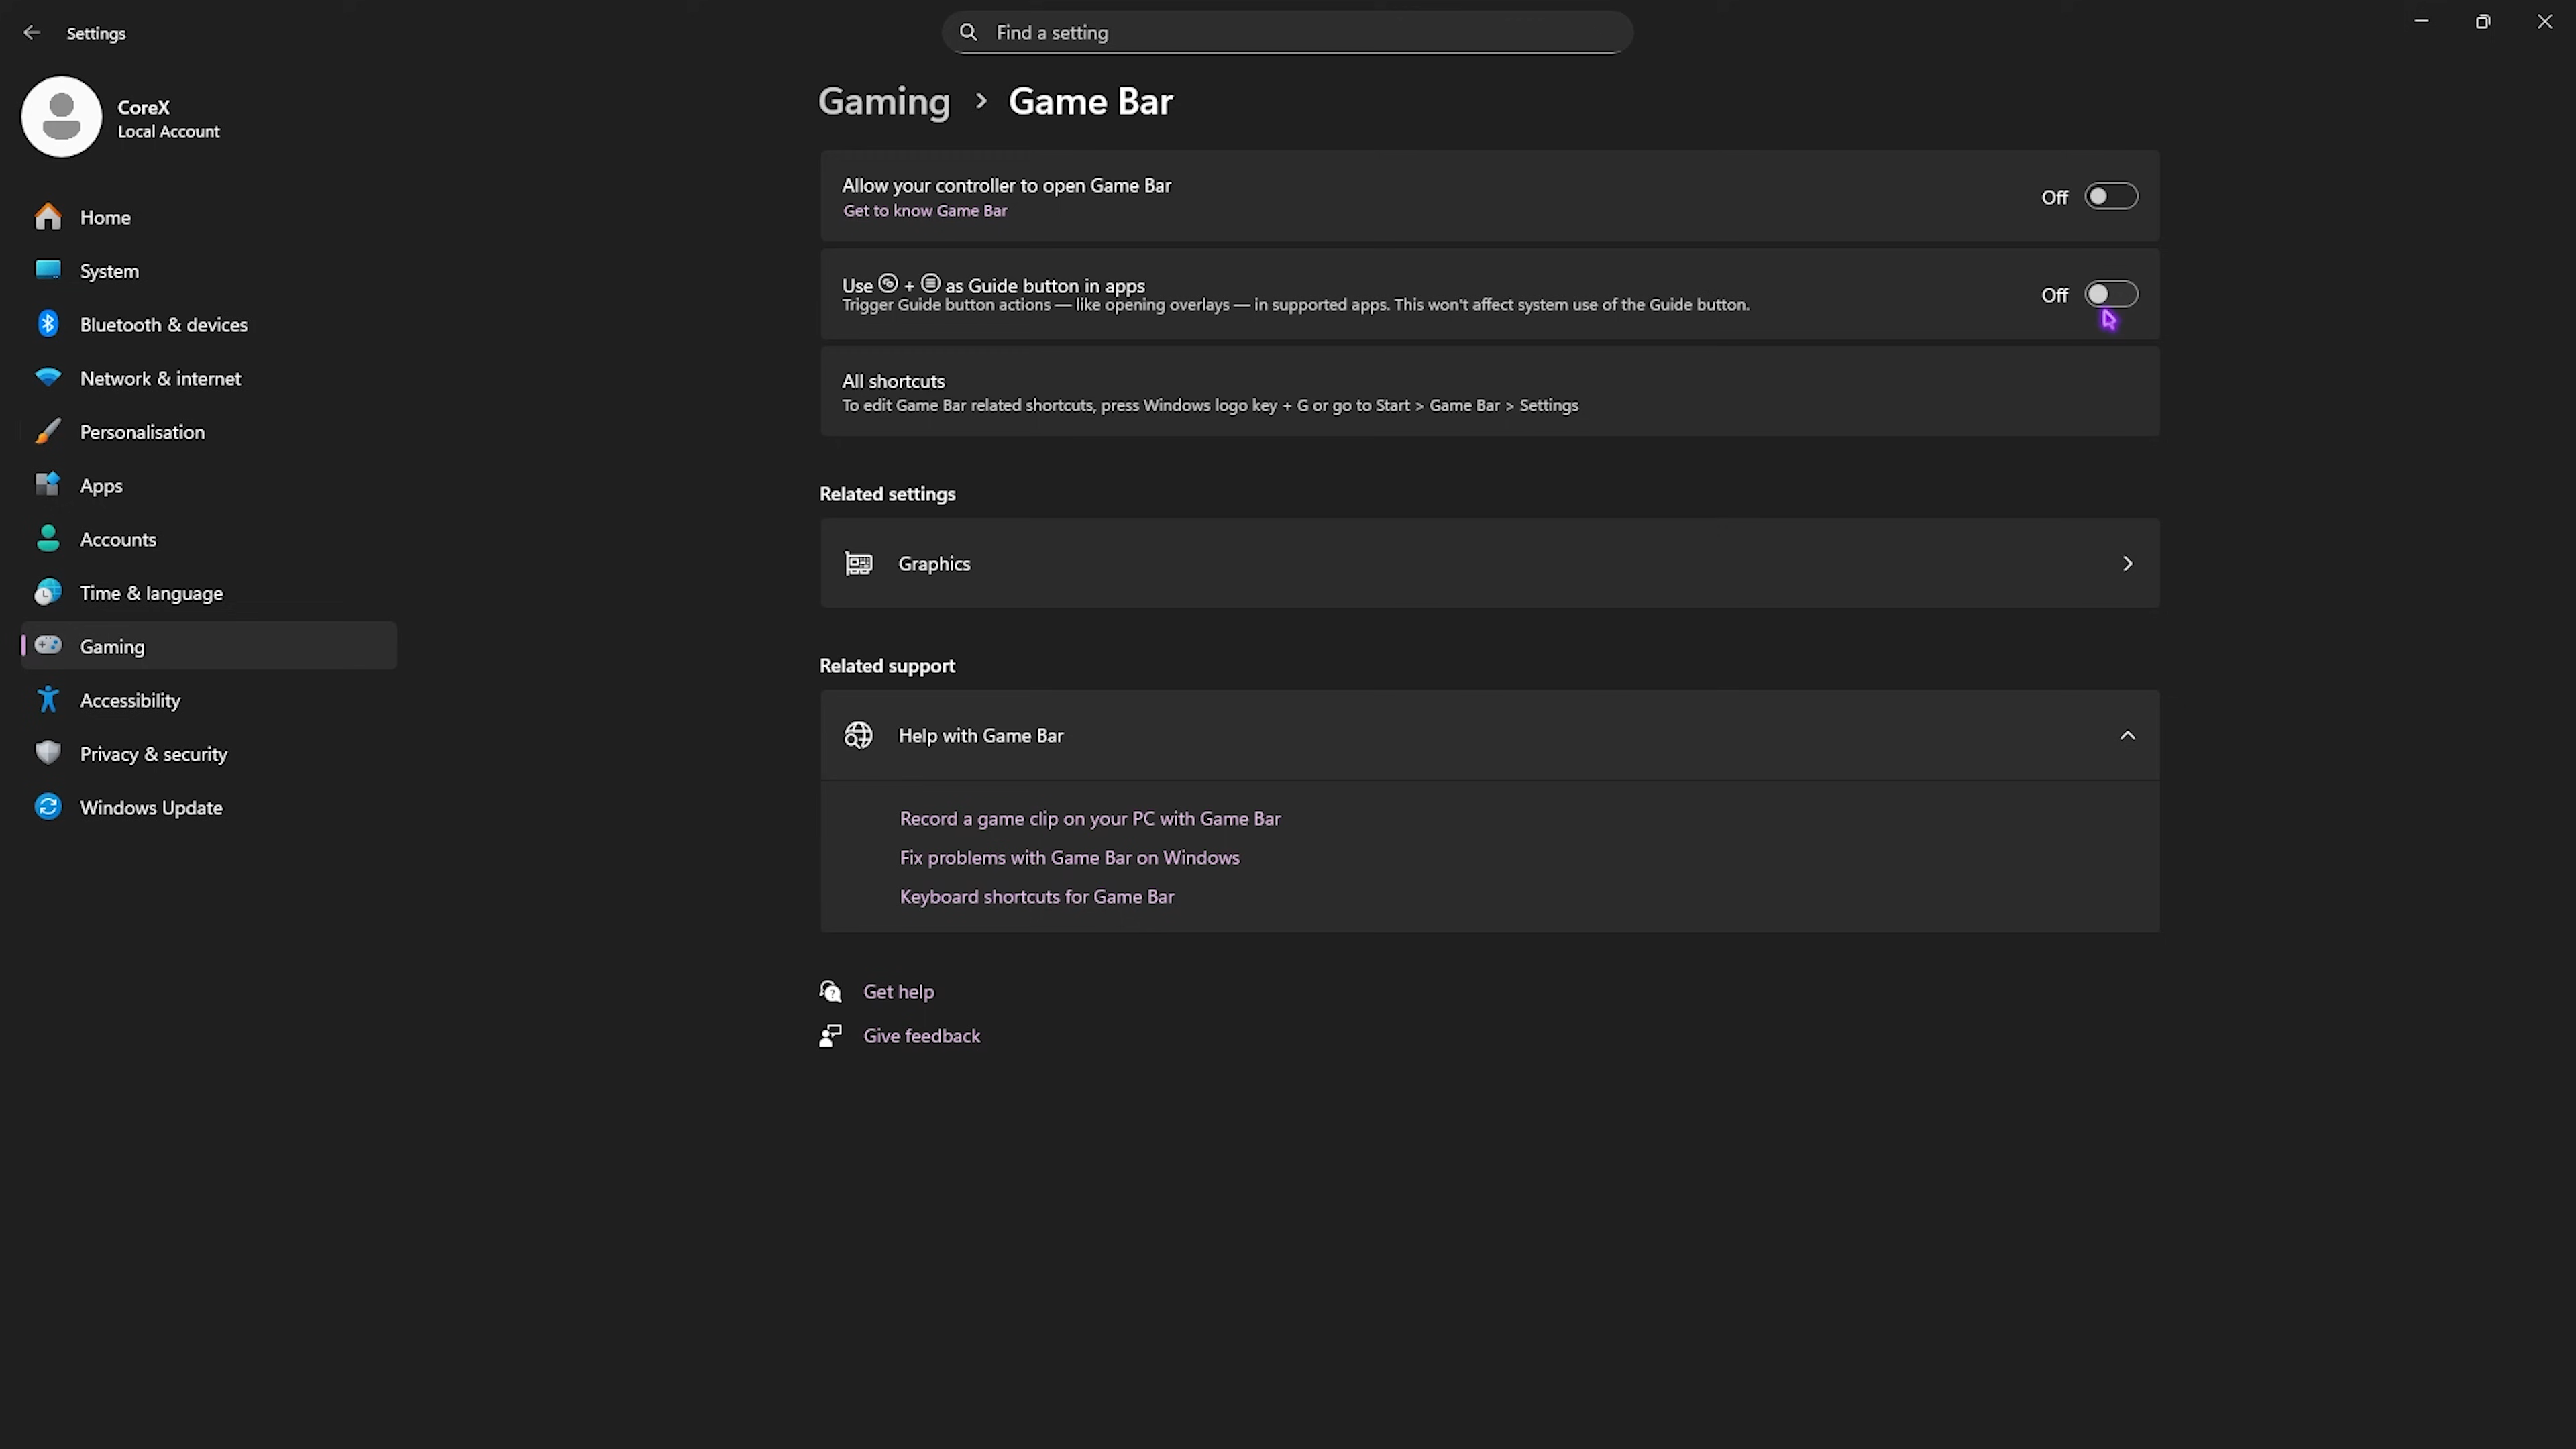 Settings
Find a setting
CoreX
Local Account
Home
System
Bluetooth & devices
Network & internet
Personalisation
Apps
Accounts
Time & language
Gaming
Accessibility
Privacy & security
Windows Update
Gaming > Game Bar
Allow your controller to open Game Bar
Get to know Game Bar
Off
Use + as Guide button in apps
Trigger Guide button actions — like opening overlays — in supported apps. This won't affect system use of the Guide button.
Off
All shortcuts
To edit Game Bar related shortcuts, press Windows logo key + G or go to Start > Game Bar > Settings
Related settings
Graphics
Related support
Help with Game Bar
Record a game clip on your PC with Game Bar
Fix problems with Game Bar on Windows
Keyboard shortcuts for Game Bar
Get help
Give feedback